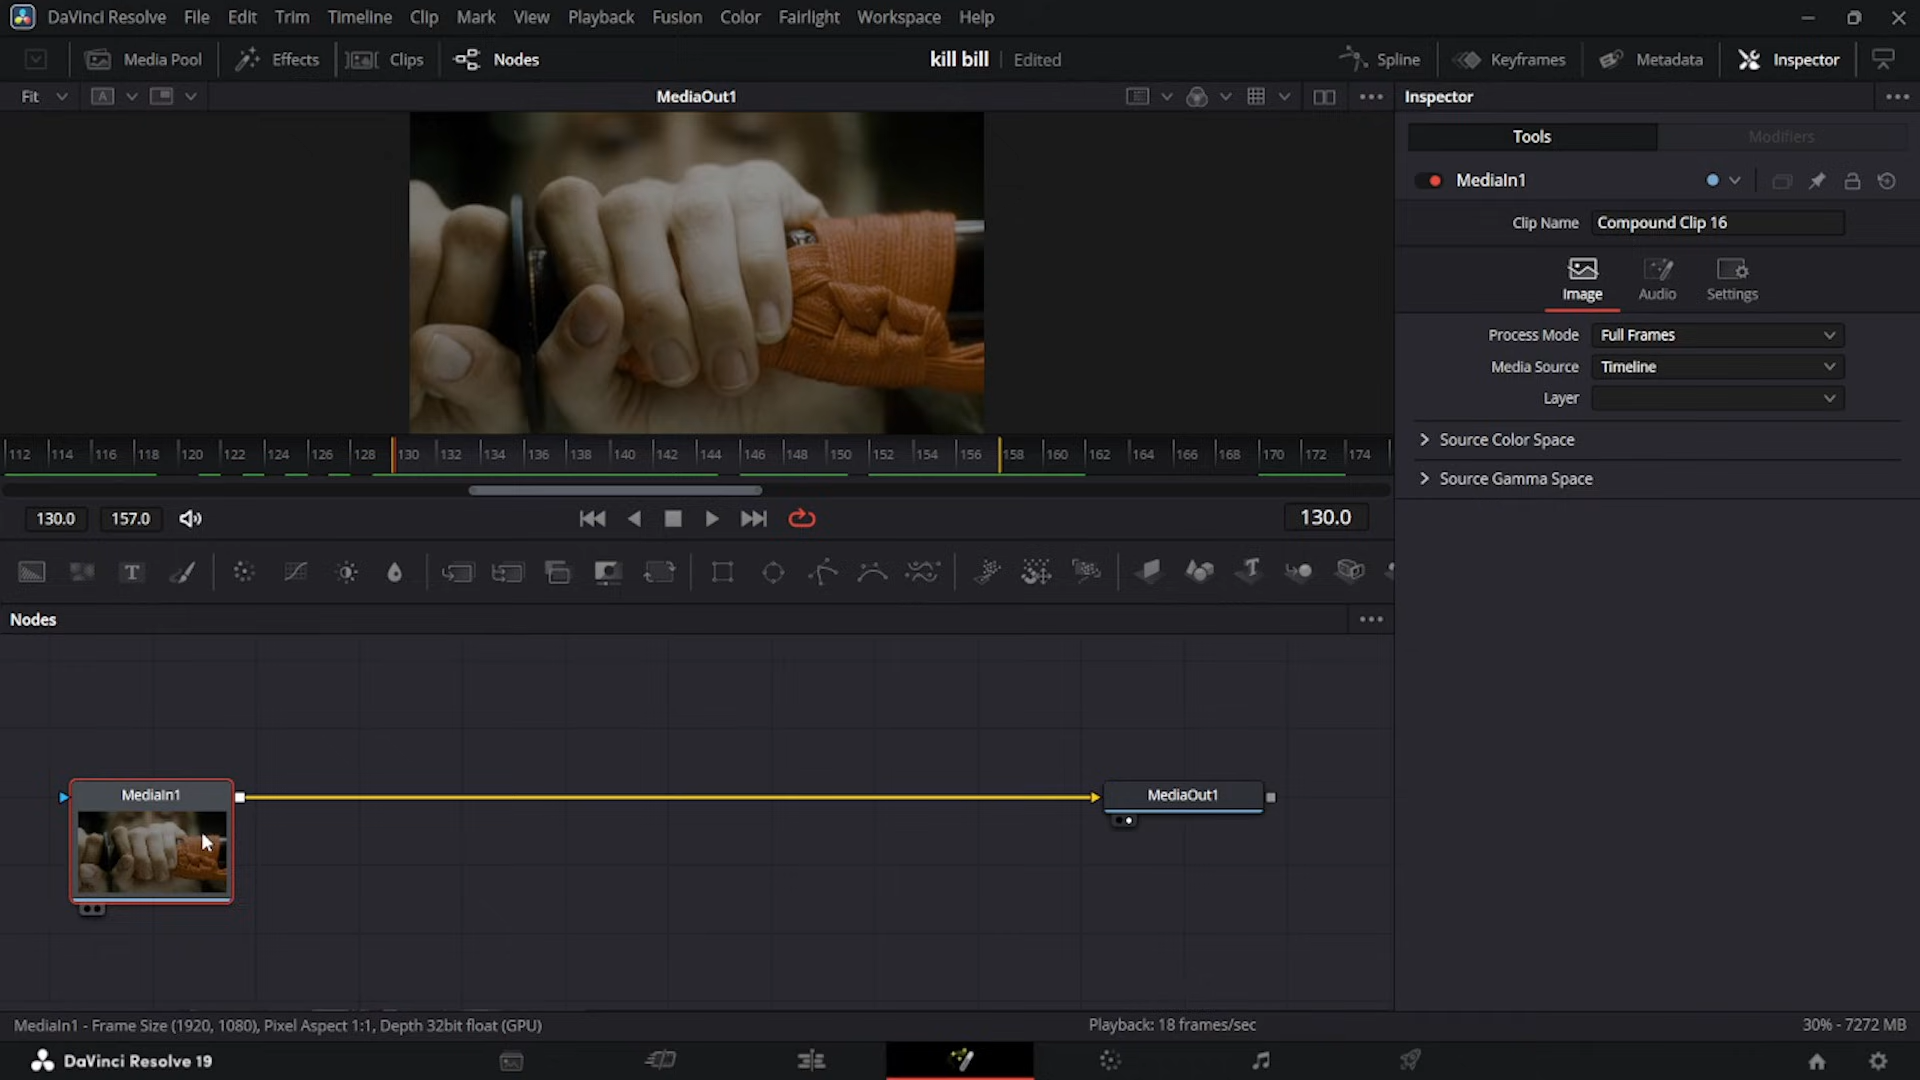 DaVinci Resolve File Edit Trim Timeline Clip Mark View Playback Fusion Color Fairlight Workspace Help
Media Pool Effects Clips Nodes kill bill Edited Spline Keyframes Metadata Inspector
Fit A MediaOut1 Inspector
Tools Modifiers
MediaIn1
Clip Name Compound Clip 16
Image Audio Settings
Process Mode Full Frames
Media Source Timeline
Layer
Source Color Space
112 114 116 118 120 122 124 126 128 130 132 134 136 138 140 142 144 146 148 150 152 154 156 158 160 162 164 166 168 170 172 174
Source Gamma Space
130.0 157.0 130.0
T T
Nodes
MediaIn1 MediaOut1
MediaIn1 - Frame Size (1920, 1080), Pixel Aspect 1:1, Depth 32bit float (GPU) Playback: 18 frames/sec 30% - 7272 MB
DaVinci Resolve 19